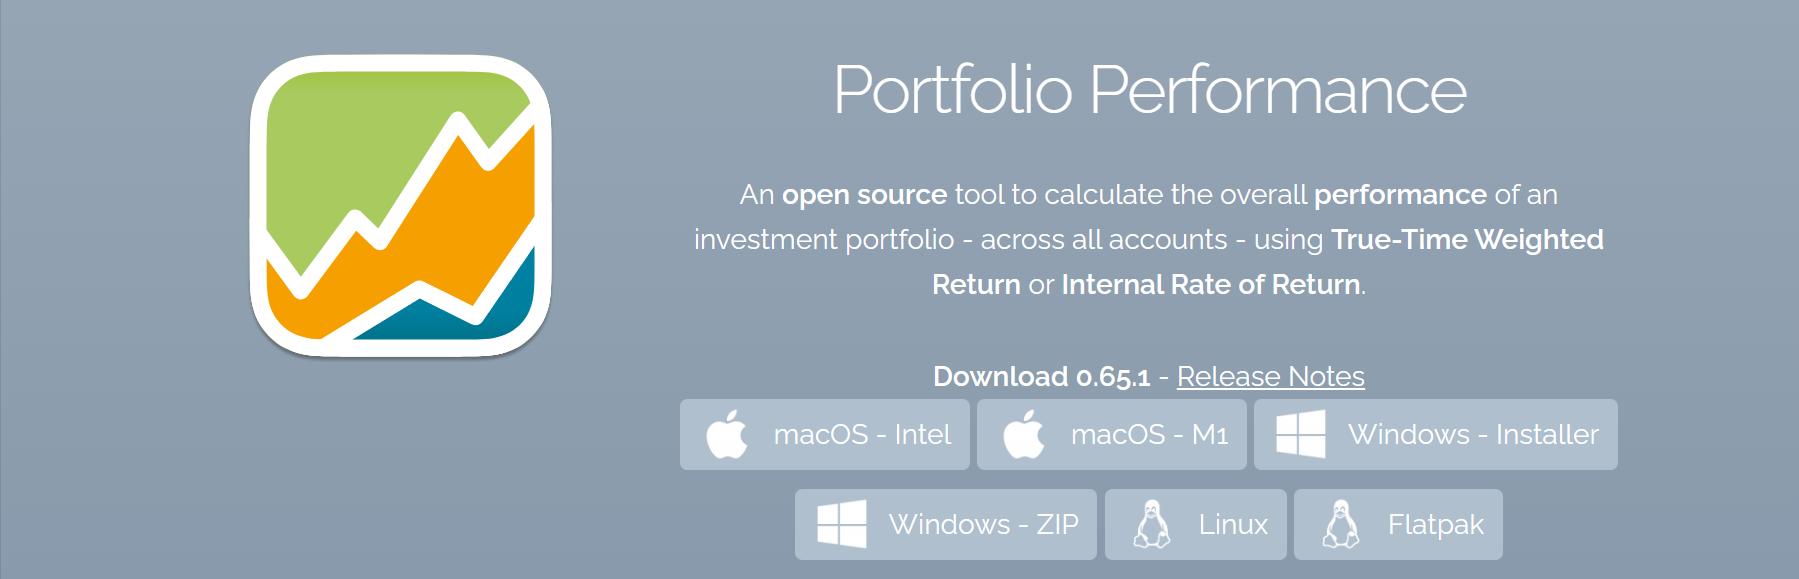 Portfolio Performance
An open source tool to calculate the overall performance of an
investment portfolio - across all accounts - using True-Time Weighted
Return or Internal Rate of Return.
Download 0.65.1 - Release Notes
macOS - Intel
macOS - M1
Windows - Installer
Windows - ZIP
Linux
Flatpak